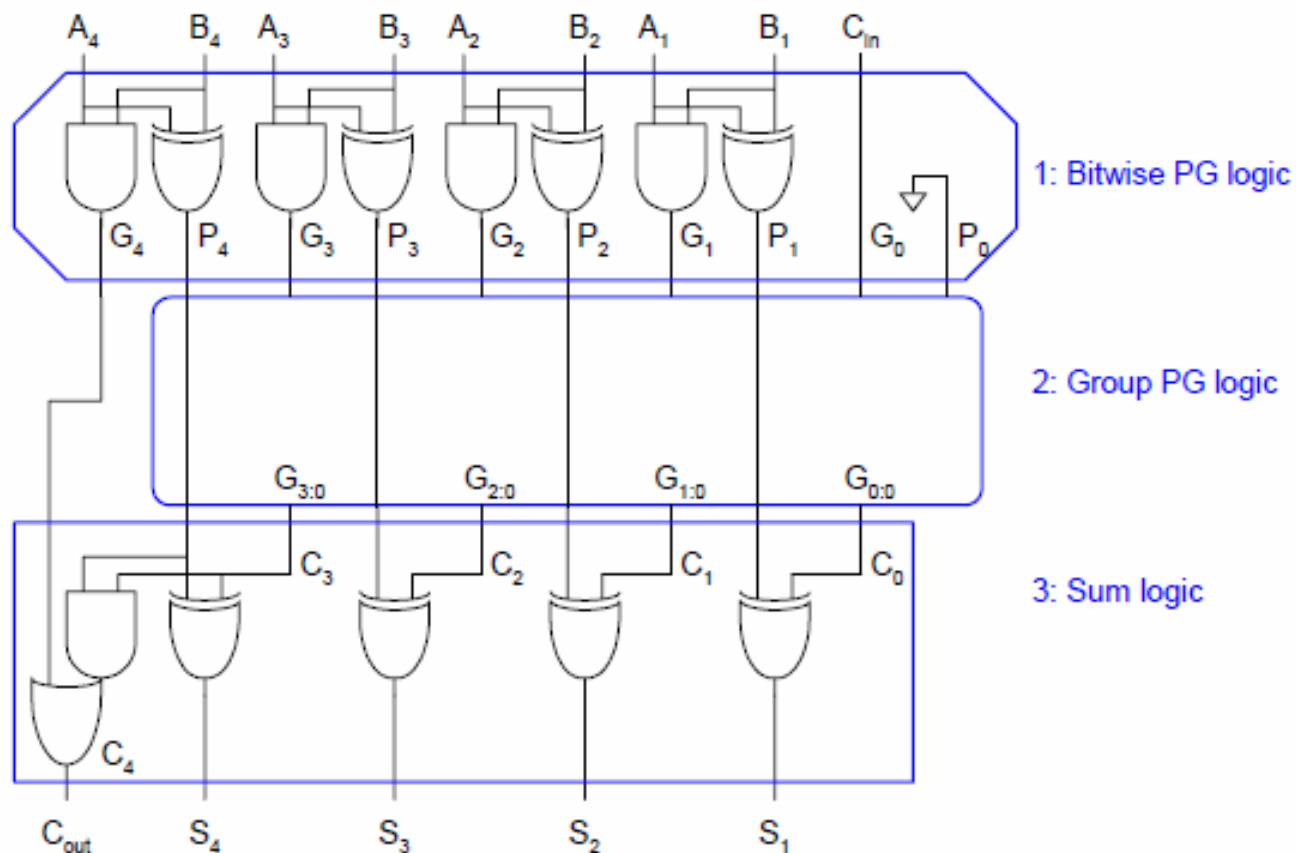 A₄ B₄ A₃ B₃ A₂ B₂ A₁ B₁ C_in
1: Bitwise PG logic
G₄ P₄ G₃ P₃ G₂ P₂ G₁ P₁ G₀ P₀
2: Group PG logic
G₃:₀ G₂:₀ G₁:₀ G₀:₀
C₃ C₂ C₁ C₀
3: Sum logic
C₄
C_out S₄ S₃ S₂ S₁